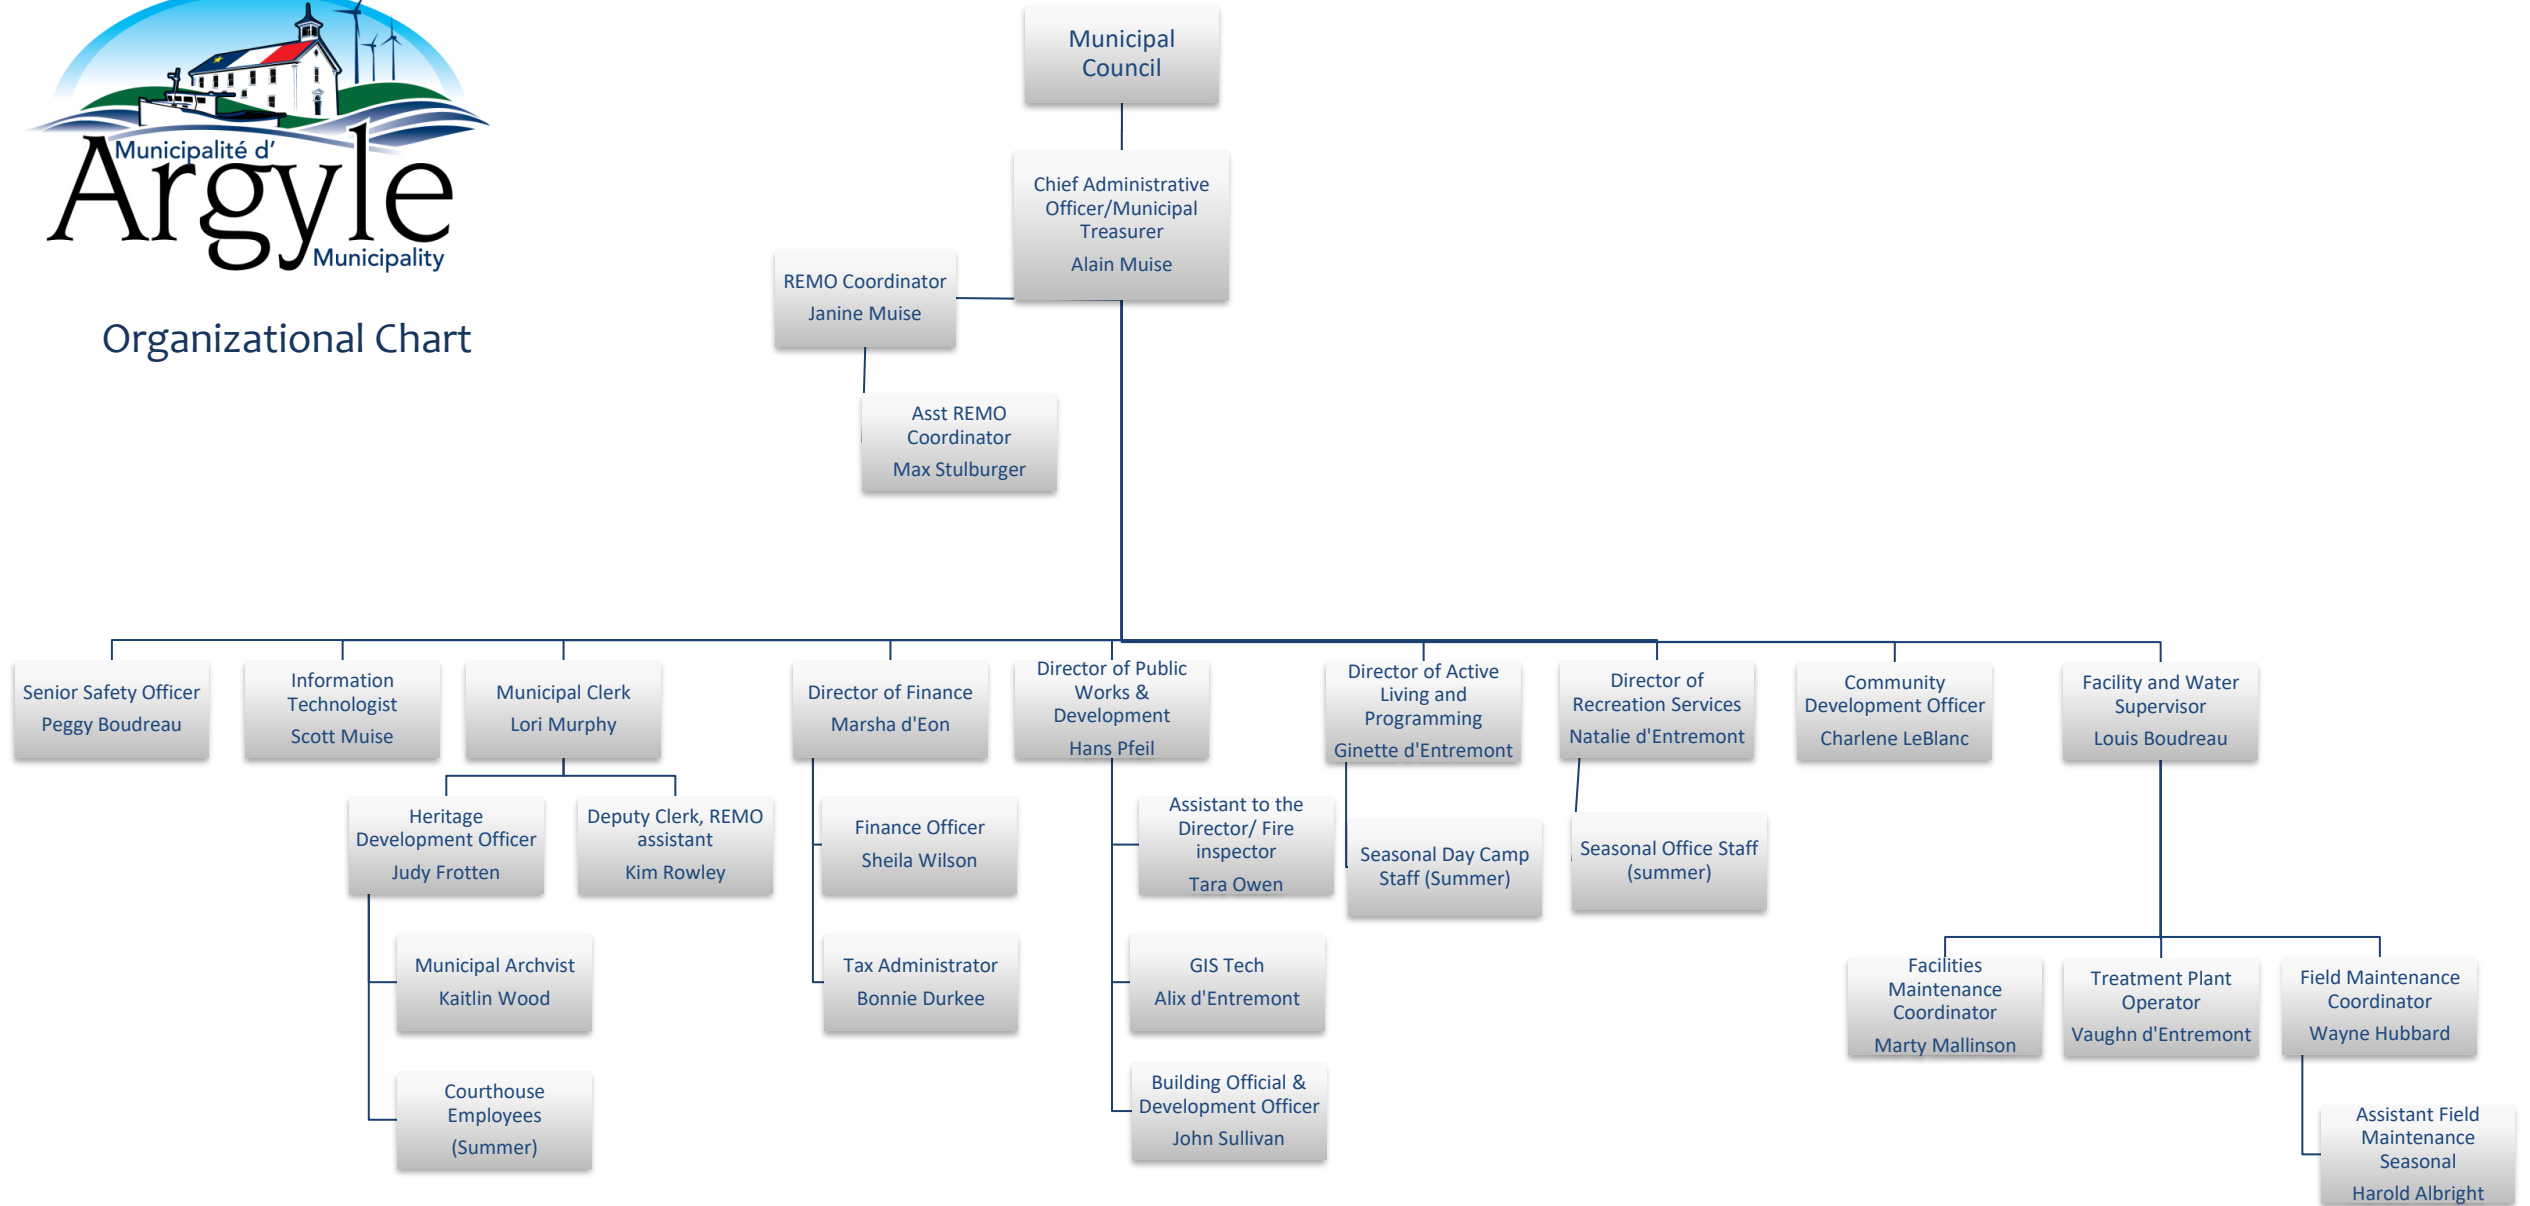 Municipalité d'
Argyle
Municipality
Organizational Chart
Municipal
Council
Chief Administrative
Officer/Municipal
Treasurer
Alain Muise
REMO Coordinator
Janine Muise
Asst REMO
Coordinator
Max Stulburger
Senior Safety Officer
Peggy Boudreau
Information
Technologist
Scott Muise
Municipal Clerk
Lori Murphy
Heritage
Development Officer
Judy Frotten
Municipal Archvist
Kaitlin Wood
Courthouse
Employees
(Summer)
Deputy Clerk, REMO
assistant
Kim Rowley
Director of Finance
Marsha d'Eon
Finance Officer
Sheila Wilson
Tax Administrator
Bonnie Durkee
Director of Public
Works &
Development
Hans Pfeil
Assistant to the
Director/ Fire
inspector
Tara Owen
GIS Tech
Alix d'Entremont
Building Official &
Development Officer
John Sullivan
Director of Active
Living and
Programming
Ginette d'Entremont
Seasonal Day Camp
Staff (Summer)
Director of
Recreation Services
Natalie d'Entremont
Seasonal Office Staff
(summer)
Community
Development Officer
Charlene LeBlanc
Facility and Water
Supervisor
Louis Boudreau
Facilities
Maintenance
Coordinator
Marty Mallinson
Treatment Plant
Operator
Vaughn d'Entremont
Field Maintenance
Coordinator
Wayne Hubbard
Assistant Field
Maintenance
Seasonal
Harold Albright